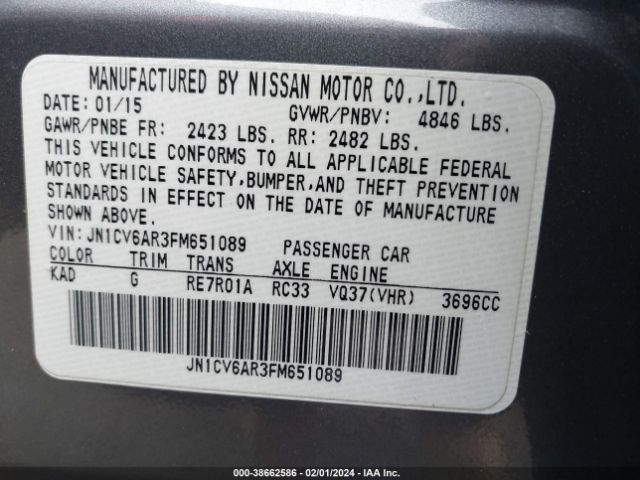 MANUFACTURED BY NISSAN MOTOR CO.,LTD.
DATE: 01/15 GVWR/PNBV: 4846 LBS.
GAWR/PNBE FR: 2423 LBS. RR: 2482 LBS.
THIS VEHICLE CONFORMS TO ALL APPLICABLE FEDERAL
MOTOR VEHICLE SAFETY,BUMPER,AND THEFT PREVENTION
STANDARDS IN EFFECT ON THE DATE OF MANUFACTURE
SHOWN ABOVE.
VIN: JN1CV6AR3FM651089 PASSENGER CAR
COLOR TRIM TRANS AXLE ENGINE
KAD G RE7R01A RC33 VQ37(VHR) 3696CC
JN1CV6AR3FM651089
000-38662586 - 02/01/2024 - IAAI.COM